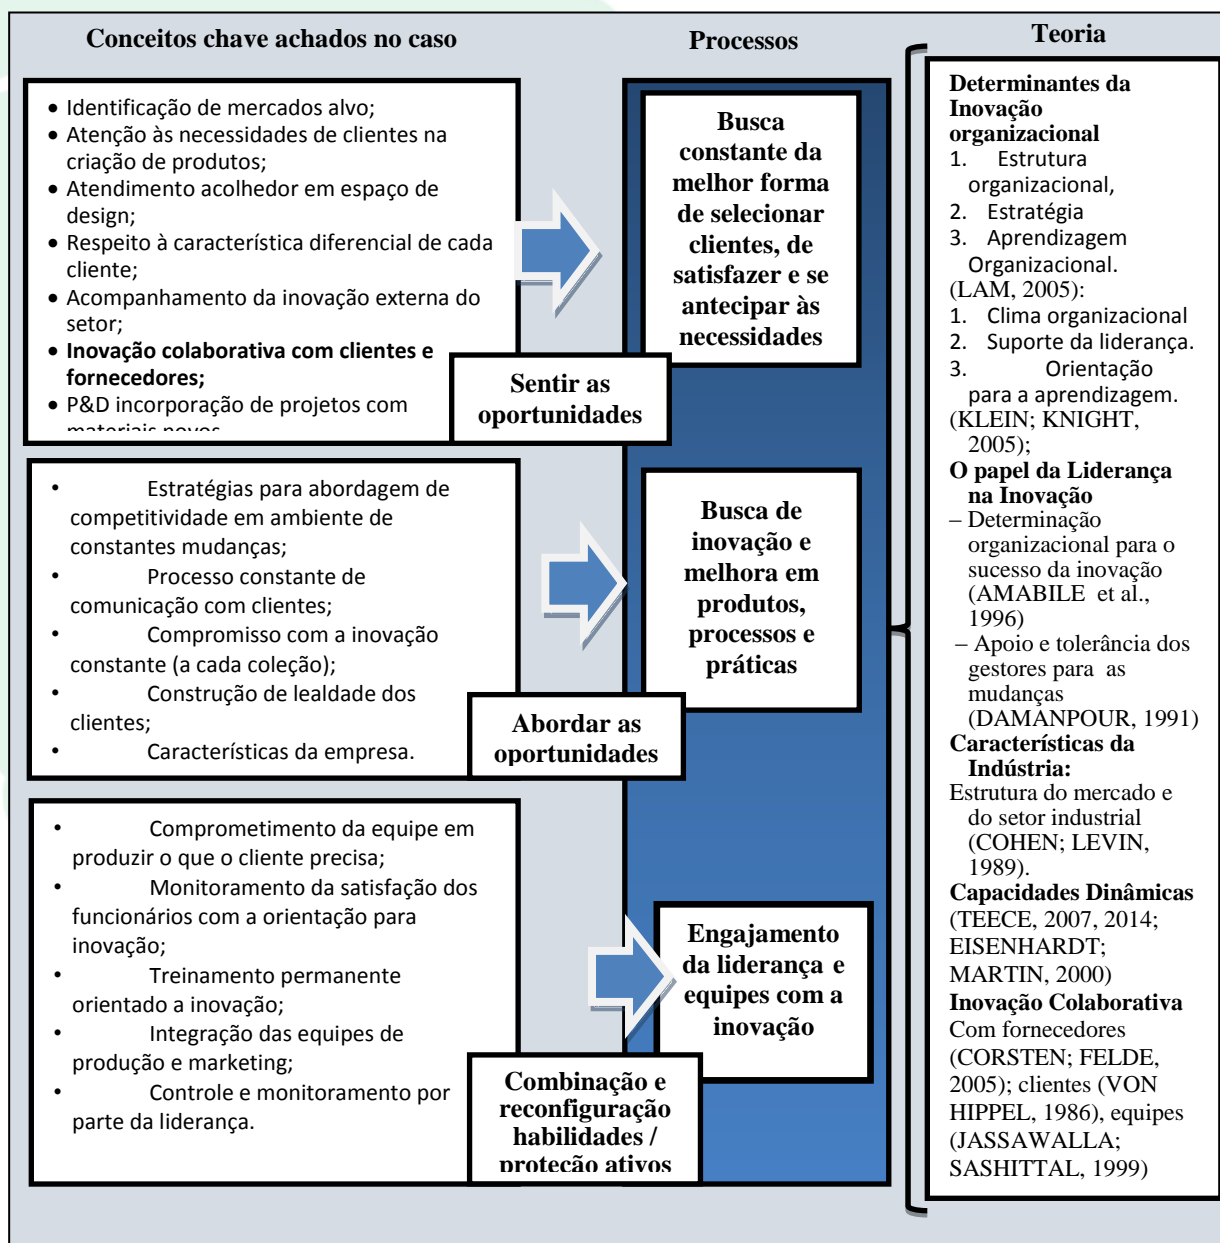 Conceitos chave achados no caso
Processos
Teoria
• Identificação de mercados alvo;
• Atenção às necessidades de clientes na
criação de produtos;
• Atendimento acolhedor em espaço de
design;
• Respeito à característica diferencial de cada
cliente;
• Acompanhamento da inovação externa do
setor;
• Inovação colaborativa com clientes e
fornecedores;
• P&D incorporação de projetos com
materiais novos
Sentir as
oportunidades
Busca
constante da
melhor forma
de selecionar
clientes, de
satisfazer e se
antecipar às
necessidades
• Estratégias para abordagem de
competitividade em ambiente de
constantes mudanças;
• Processo constante de
comunicação com clientes;
• Compromisso com a inovação
constante (a cada coleção);
• Construção de lealdade dos
clientes;
• Características da empresa.
Abordar as
oportunidades
Busca de
inovação e
melhora em
produtos,
processos e
práticas
• Comprometimento da equipe em
produzir o que o cliente precisa;
• Monitoramento da satisfação dos
funcionários com a orientação para
inovação;
• Treinamento permanente
orientado a inovação;
• Integração das equipes de
produção e marketing;
• Controle e monitoramento por
parte da liderança.
Combinação e
reconfiguração
habilidades /
proteção ativos
Engajamento
da liderança e
equipes com a
inovação
Determinantes da
Inovação
organizacional
1. Estrutura
organizacional,
2. Estratégia
3. Aprendizagem
Organizacional.
(LAM, 2005):
1. Clima organizacional
2. Suporte da liderança.
3. Orientação
para a aprendizagem.
(KLEIN; KNIGHT,
2005);
O papel da Liderança
na Inovação
– Determinação
organizacional para o
sucesso da inovação
(AMABILE et al.,
1996)
– Apoio e tolerância dos
gestores para as
mudanças
(DAMANPOUR, 1991)
Características da
Indústria:
Estrutura do mercado e
do setor industrial
(COHEN; LEVIN,
1989).
Capacidades Dinâmicas
(TEECE, 2007, 2014;
EISENHARDT;
MARTIN, 2000)
Inovação Colaborativa
Com fornecedores
(CORSTEN; FELDE,
2005); clientes (VON
HIPPEL, 1986), equipes
(JASSAWALLA;
SASHITTAL, 1999)